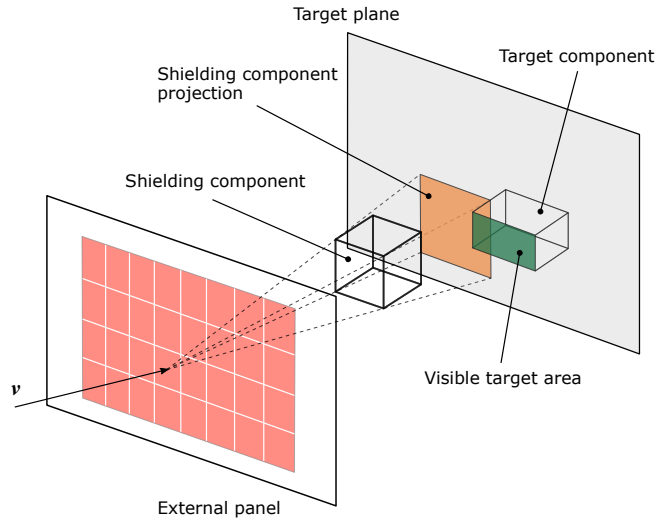 Target plane
Target component
Shielding component
projection
Shielding component
Visible target area
v
External panel